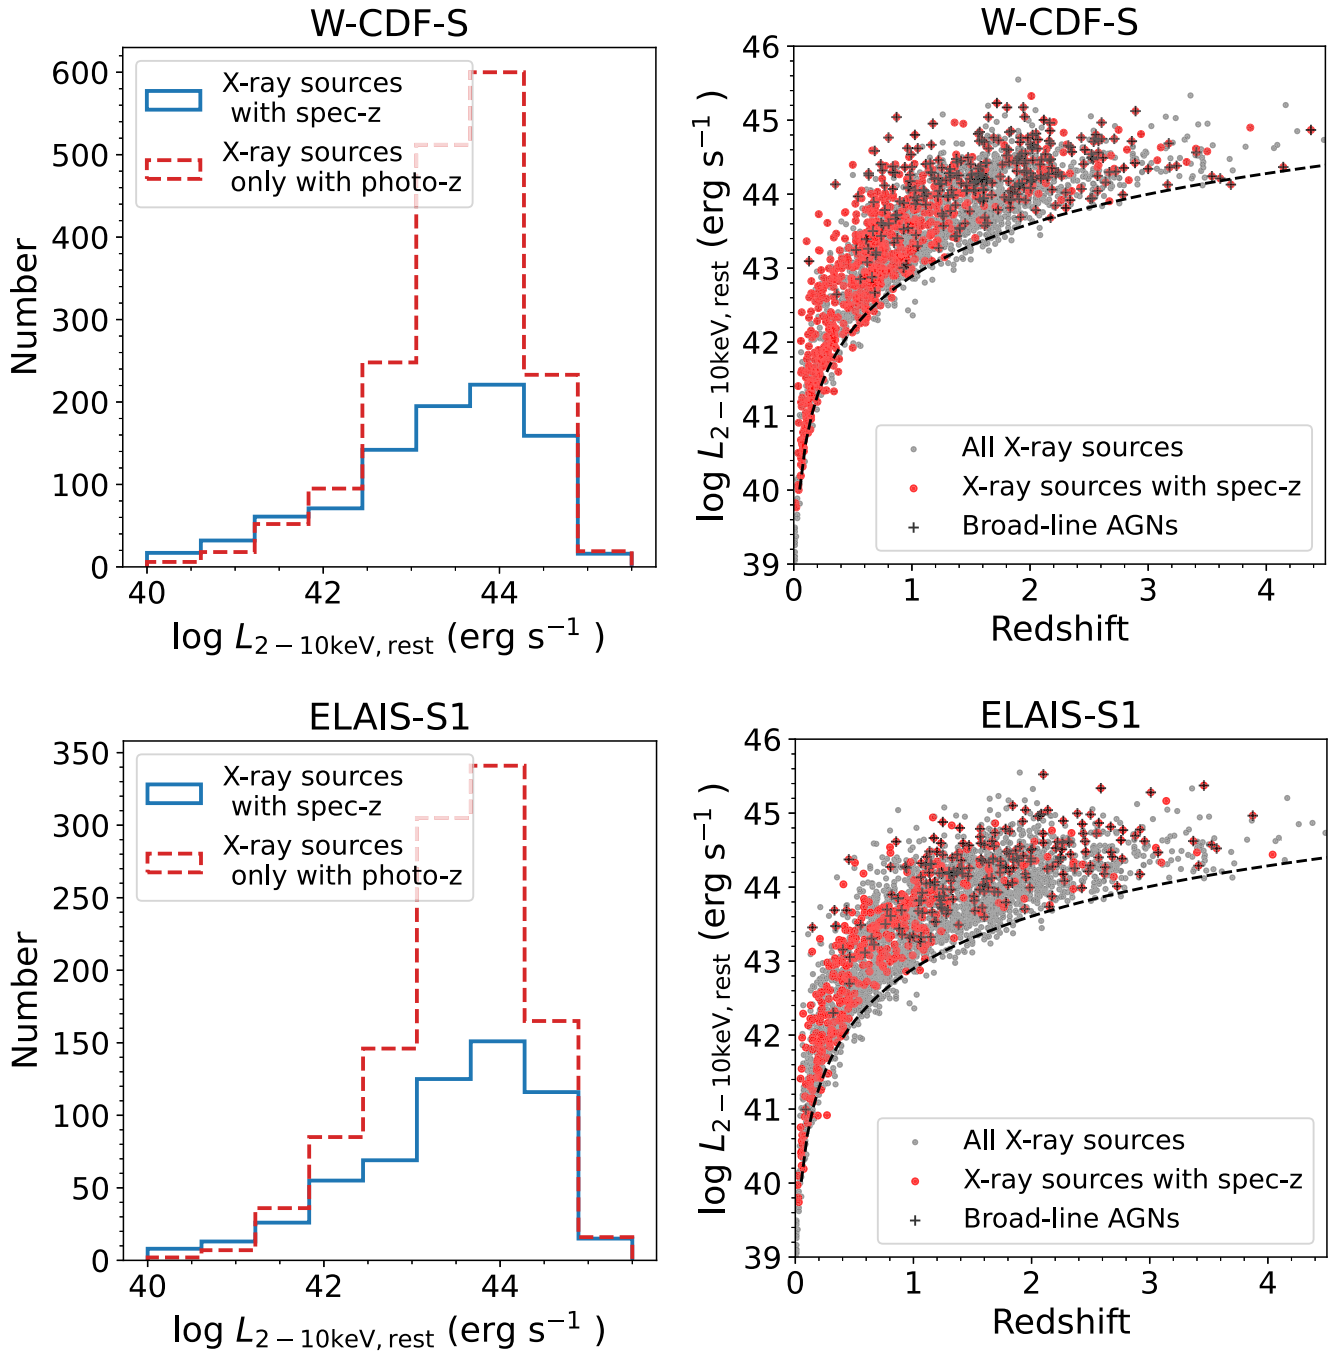 W-CDF-S
600
500
400
300
200
100
0
Number
X-ray sources
with spec-z
X-ray sources
only with photo-z
40 42 44
log L2−10keV, rest (erg s−1 )
W-CDF-S
46
45
44
43
42
41
40
39
log L2−10keV, rest (erg s−1 )
All X-ray sources
X-ray sources with spec-z
Broad-line AGNs
0 1 2 3 4
Redshift
ELAIS-S1
350
300
250
200
150
100
50
0
Number
X-ray sources
with spec-z
X-ray sources
only with photo-z
40 42 44
log L2−10keV, rest (erg s−1 )
ELAIS-S1
46
45
44
43
42
41
40
39
log L2−10keV, rest (erg s−1 )
All X-ray sources
X-ray sources with spec-z
Broad-line AGNs
0 1 2 3 4
Redshift